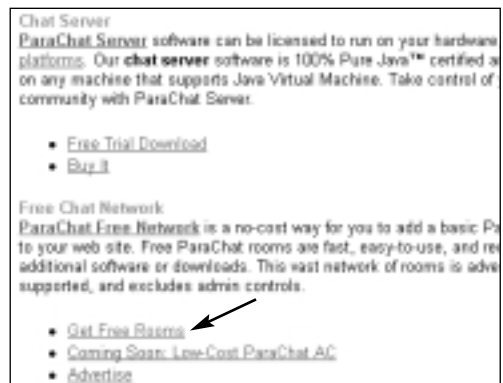 Chat Server
ParaChat Server software can be licensed to run on your hardware
platforms. Our chat server software is 100% Pure Java™ certified a
on any machine that supports Java Virtual Machine. Take control of
community with ParaChat Server.
• Free Trial Download
• Buy It
Free Chat Network
ParaChat Free Network is a no-cost way for you to add a basic Pa
to your web site. Free ParaChat rooms are fast, easy-to-use, and re
additional software or downloads. This vast network of rooms is adve
supported, and excludes admin controls.
• Get Free Rooms
• Coming Soon: Low-Cost ParaChat AC
• Advertise